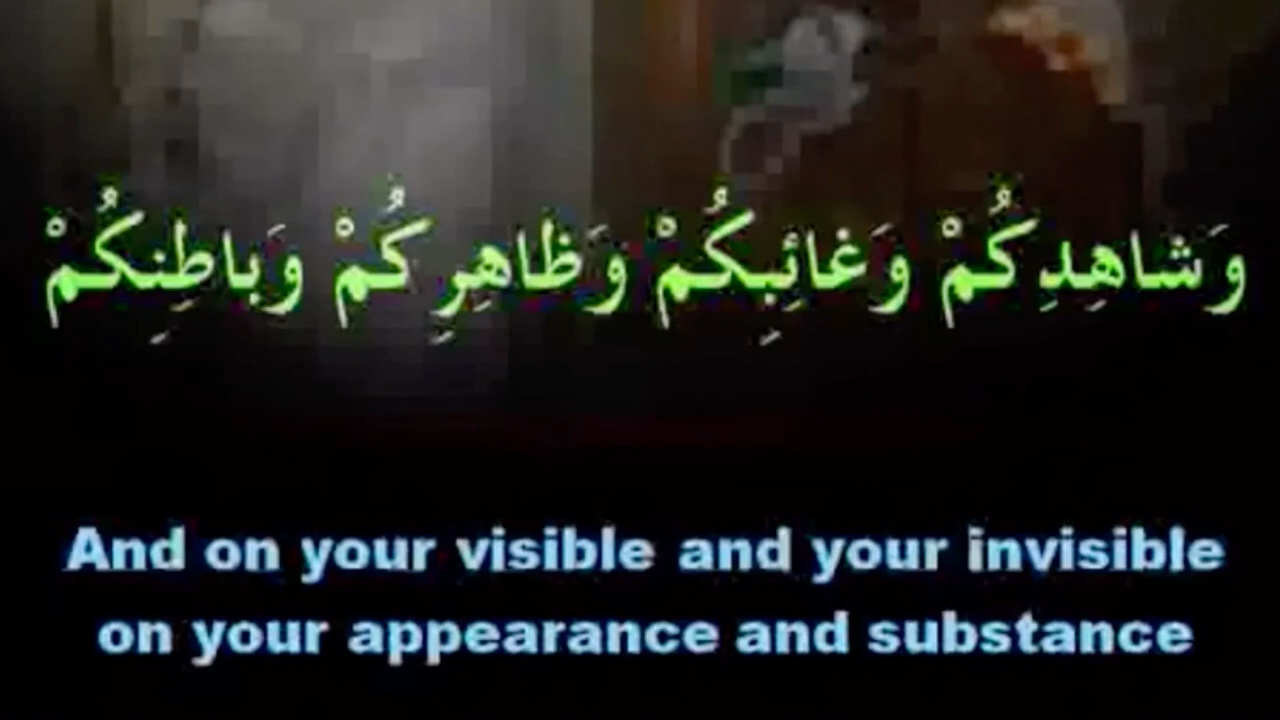 وَشاهِدِكُمْ وَغائِبِكُمْ وَظاهِرِكُمْ وَباطِنِكُمْ
And on your visible and your invisible
on your appearance and substance